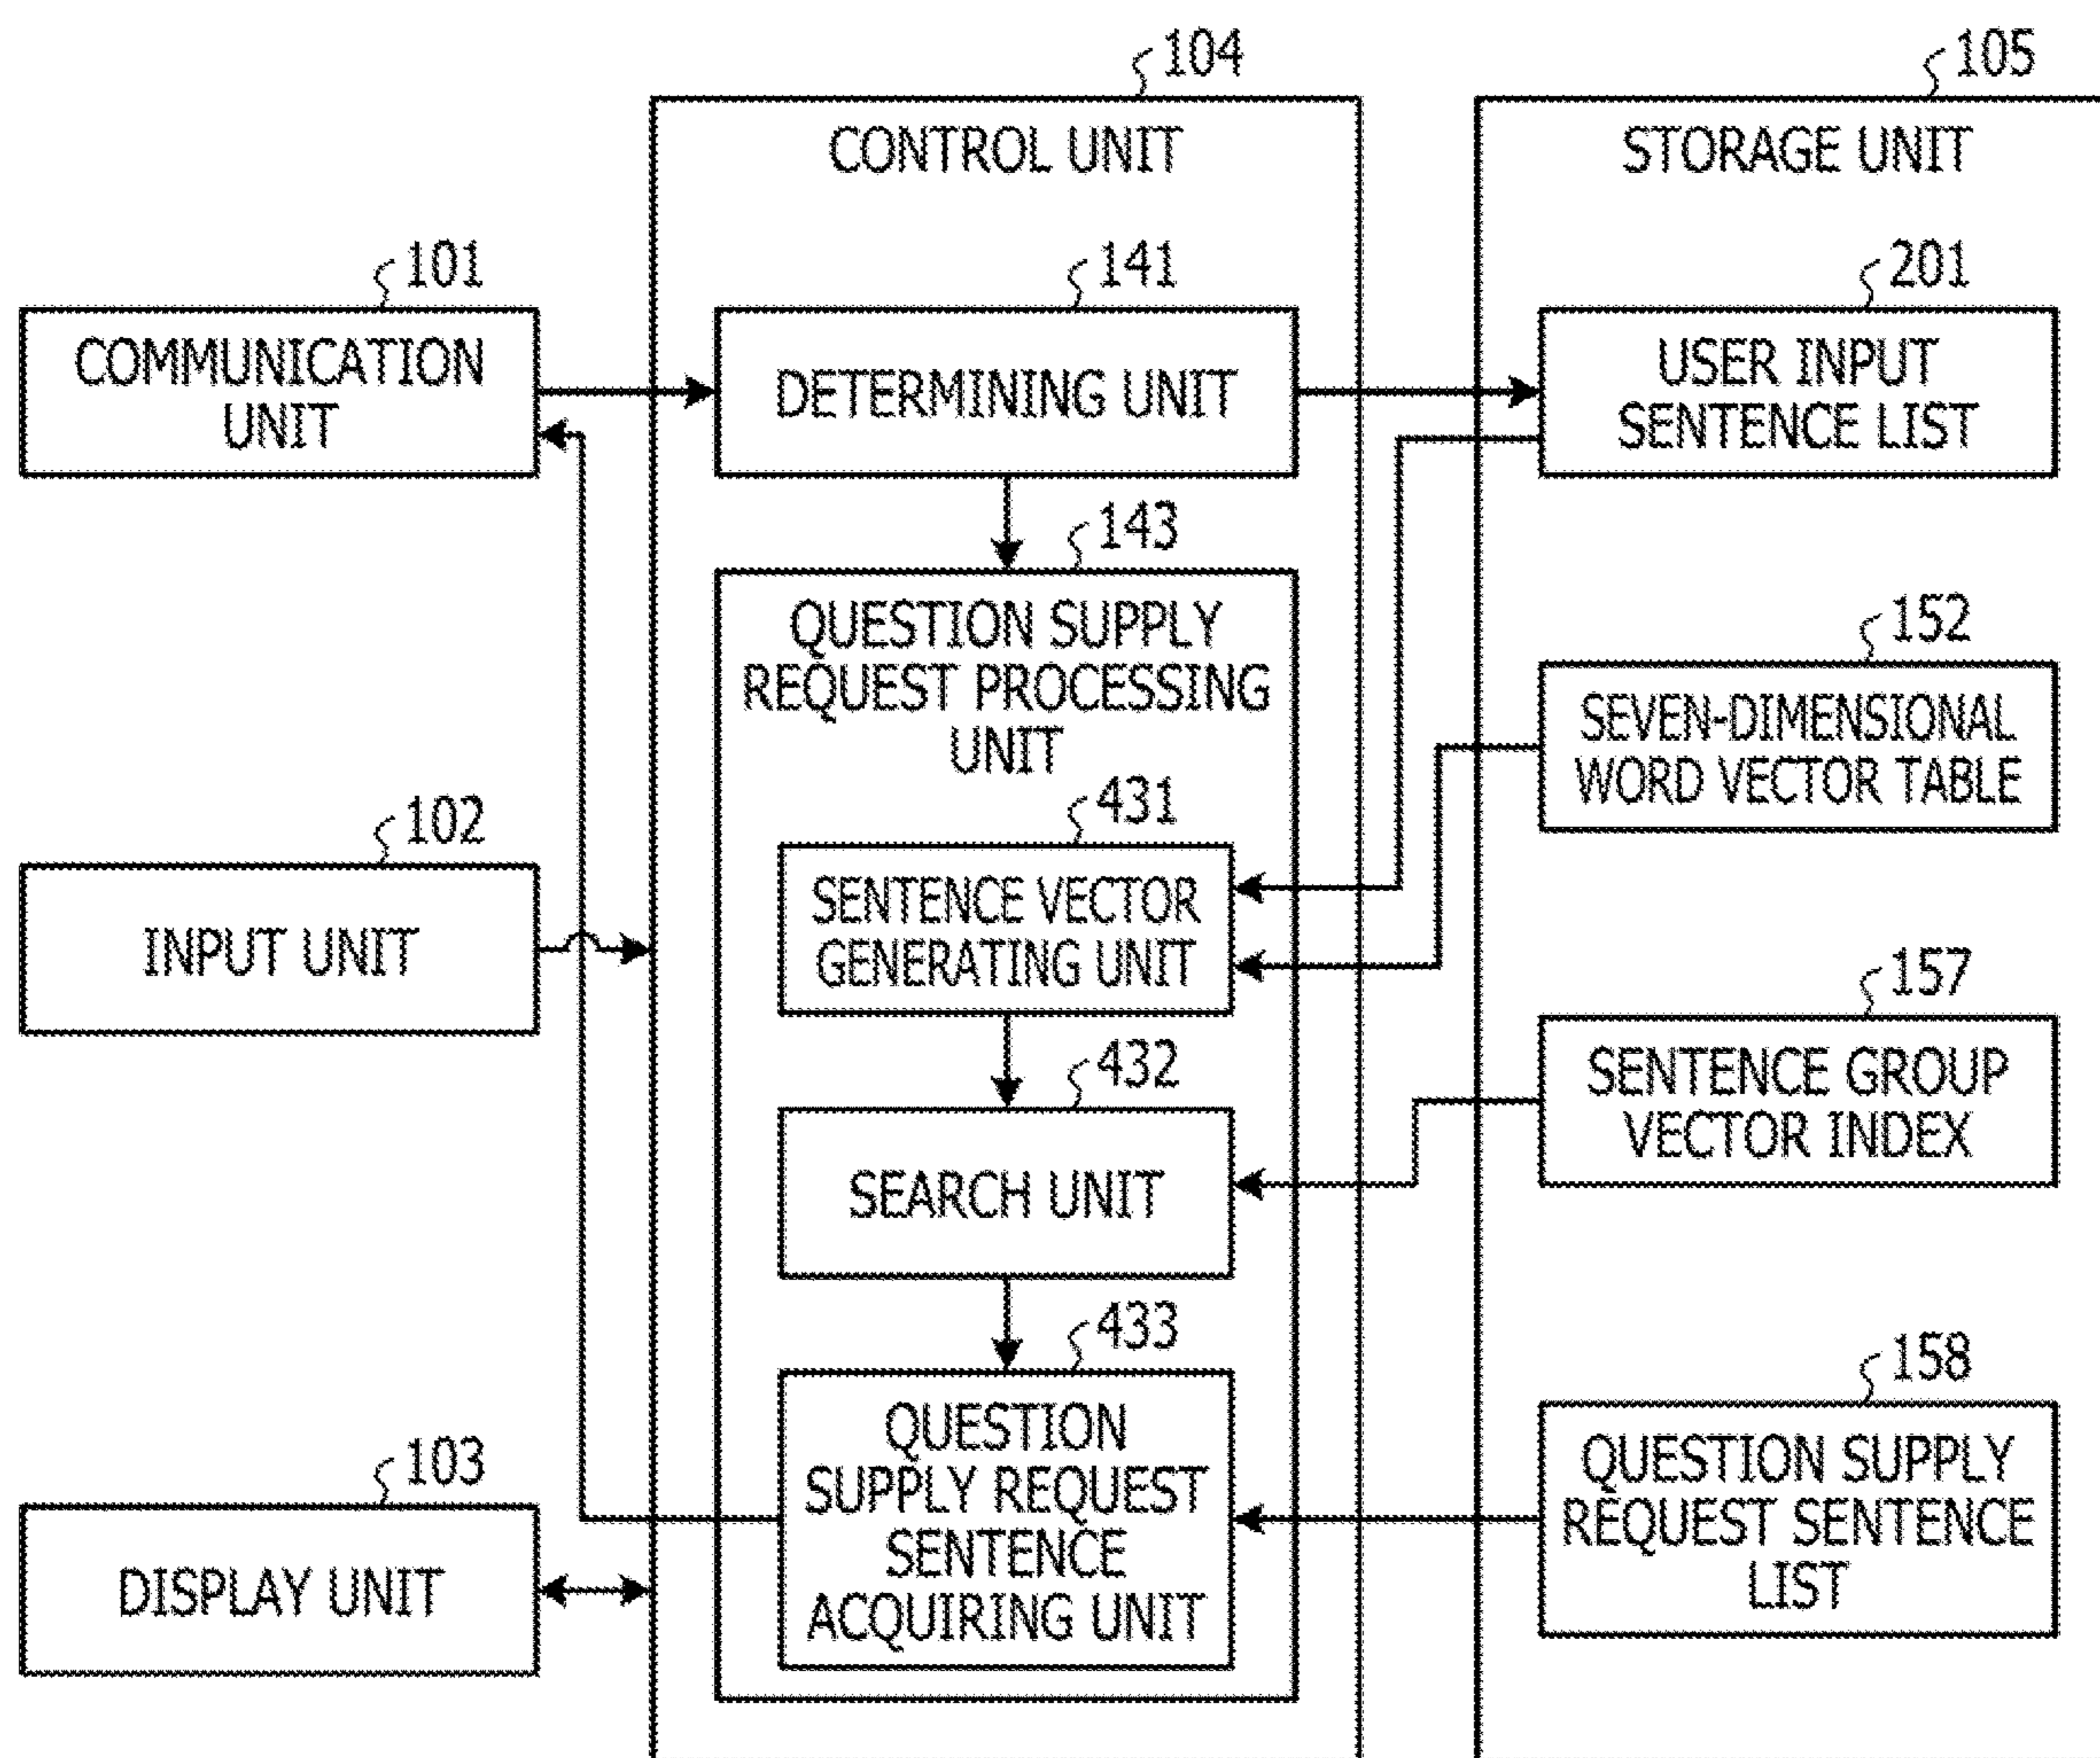 104
CONTROL UNIT
105
STORAGE UNIT
101
COMMUNICATION
UNIT
141
DETERMINING UNIT
201
USER INPUT
SENTENCE LIST
143
QUESTION SUPPLY
REQUEST PROCESSING
UNIT
152
SEVEN-DIMENSIONAL
WORD VECTOR TABLE
102
INPUT UNIT
431
SENTENCE VECTOR
GENERATING UNIT
157
SENTENCE GROUP
VECTOR INDEX
432
SEARCH UNIT
433
QUESTION
SUPPLY REQUEST
SENTENCE
ACQUIRING UNIT
158
QUESTION SUPPLY
REQUEST SENTENCE
LIST
103
DISPLAY UNIT